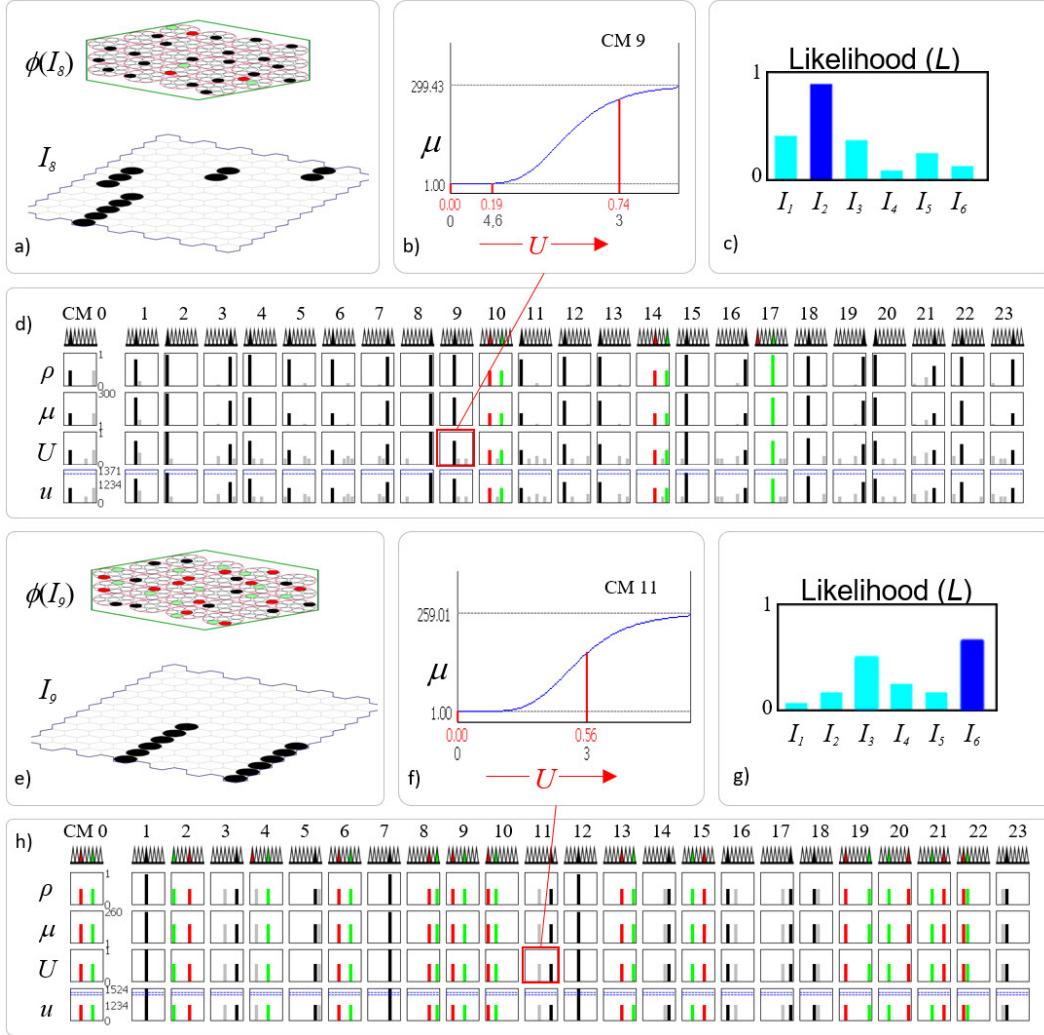 ϕ(I8)
I8
a)
CM 9
299.43
μ
1.00
0.00 0.19 0.74
0 4,6 3
U
b)
Likelihood (L)
1
0
I1 I2 I3 I4 I5 I6
c)
d)
CM 0 1 2 3 4 5 6 7 8 9 10 11 12 13 14 15 16 17 18 19 20 21 22 23
ρ 1
0
μ 300
1
U 1
0
u 1371
1234
0
ϕ(I9)
I9
e)
CM 11
259.01
μ
1.00
0.00 0.56
0 3
U
f)
Likelihood (L)
1
0
I1 I2 I3 I4 I5 I6
g)
h)
CM 0 1 2 3 4 5 6 7 8 9 10 11 12 13 14 15 16 17 18 19 20 21 22 23
ρ 1
0
μ 260
1
U 1
0
u 1524
1234
0